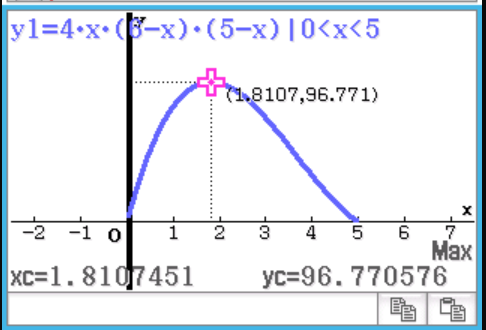 y1=4·x·(6-x)·(5-x)|0<x<5
y
(1.8107,96.771)
x
-2 -1 0 1 2 3 4 5 6 7
Max
xc=1.8107451 yc=96.770576